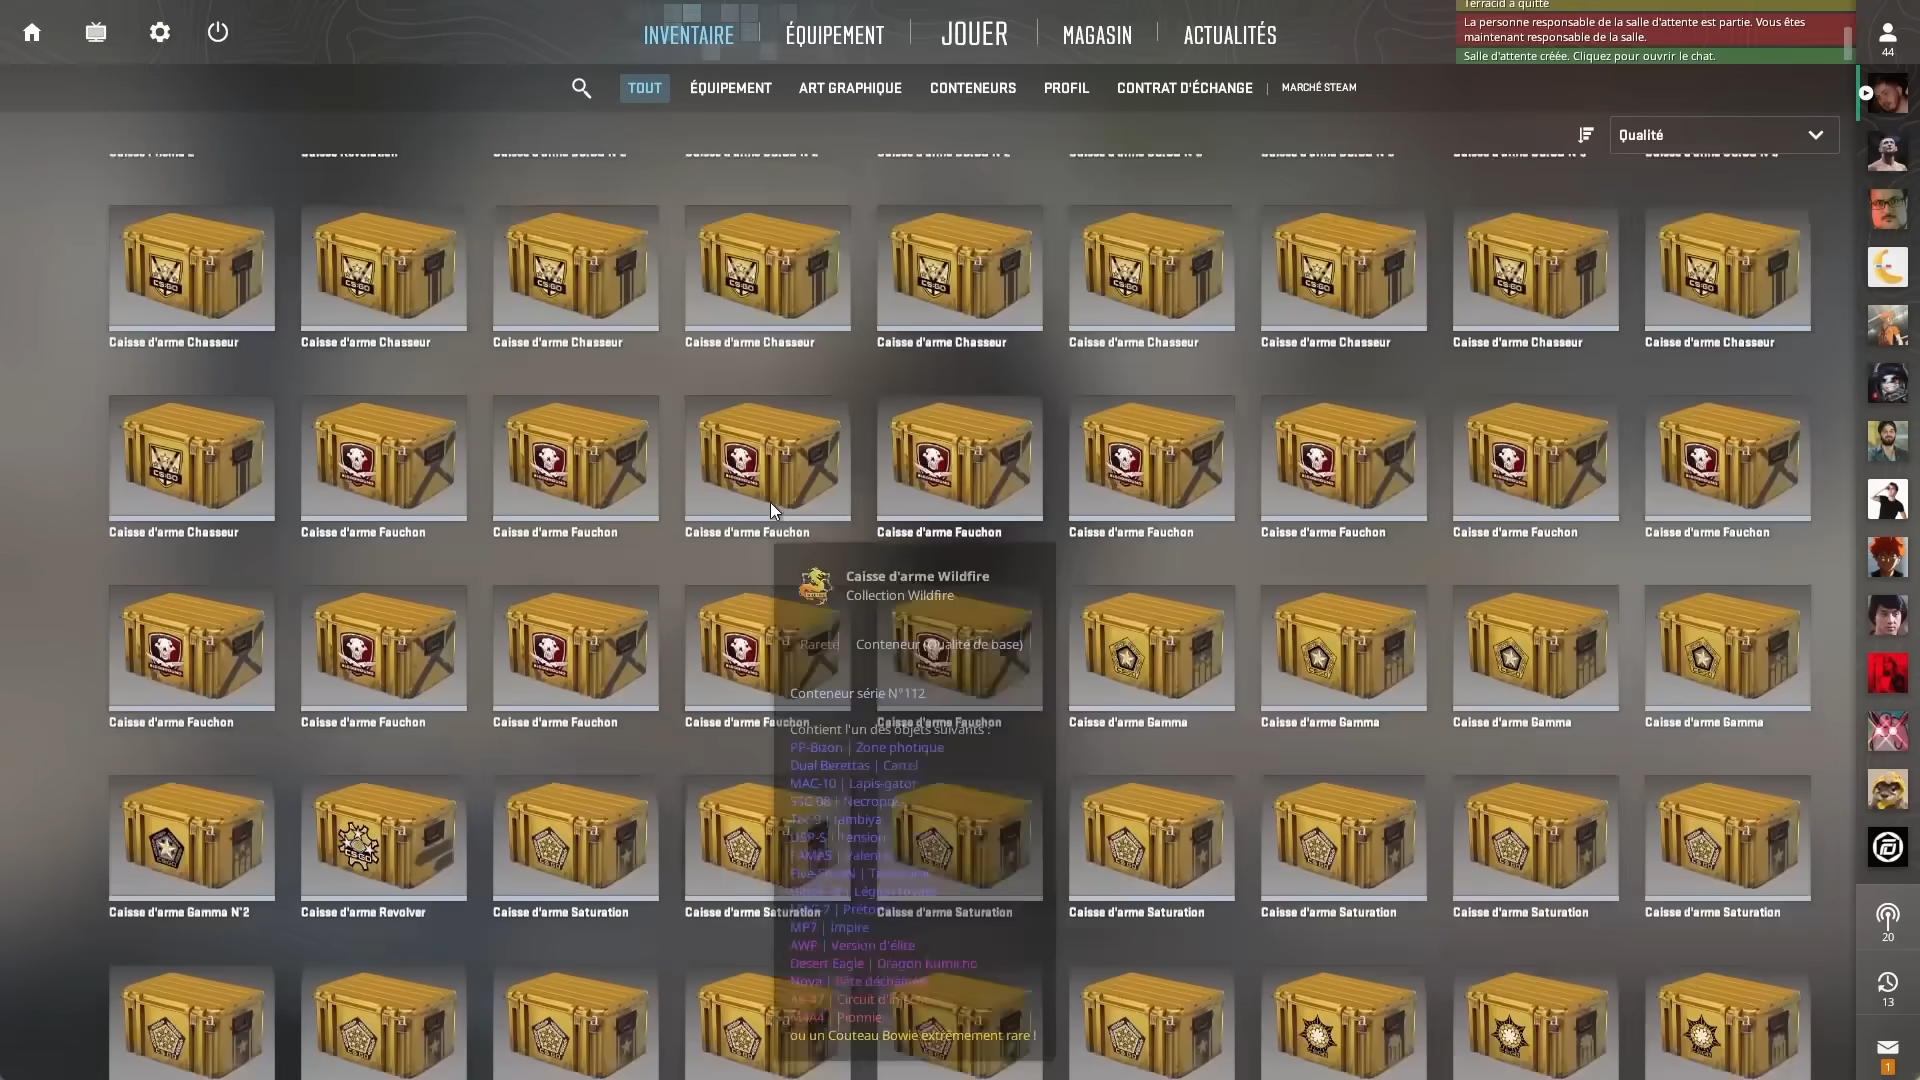 Terracid a quitté
INVENTAIRE
ÉQUIPEMENT
JOUER
MAGASIN
ACTUALITÉS
La personne responsable de la salle d'attente est partie. Vous êtes
maintenant responsable de la salle.
Salle d'attente créée. Cliquez pour ouvrir le chat.
44
TOUT
ÉQUIPEMENT
ART GRAPHIQUE
CONTENEURS
PROFIL
CONTRAT D'ÉCHANGE
MARCHÉ STEAM
Qualité
Caisse d'arme Chasseur
Caisse d'arme Chasseur
Caisse d'arme Chasseur
Caisse d'arme Chasseur
Caisse d'arme Chasseur
Caisse d'arme Chasseur
Caisse d'arme Chasseur
Caisse d'arme Chasseur
Caisse d'arme Chasseur
Caisse d'arme Chasseur
Caisse d'arme Fauchon
Caisse d'arme Fauchon
Caisse d'arme Fauchon
Caisse d'arme Fauchon
Caisse d'arme Fauchon
Caisse d'arme Fauchon
Caisse d'arme Fauchon
Caisse d'arme Fauchon
Caisse d'arme Fauchon
Caisse d'arme Fauchon
Caisse d'arme Fauchon
Caisse d'arme Fauchon
Caisse d'arme Fauchon
Caisse d'arme Gamma
Caisse d'arme Gamma
Caisse d'arme Gamma
Caisse d'arme Gamma
Caisse d'arme Gamma N°2
Caisse d'arme Revolver
Caisse d'arme Saturation
Caisse d'arme Saturation
Caisse d'arme Saturation
Caisse d'arme Saturation
Caisse d'arme Saturation
Caisse d'arme Saturation
Caisse d'arme Saturation
Caisse d'arme Wildfire
Collection Wildfire
Rareté Conteneur (Qualité de base)
Conteneur série N°112
Contient l'un des objets suivants :
PP-Bizon | Zone photique
Dual Berettas | Cartel
MAC-10 | Lapis-gator
MP7 | Impire
AWP | Version d'élite
Desert Eagle | Dragon Kumicho
Nova |
ou un Couteau Bowie extrêmement rare !
20
13
1